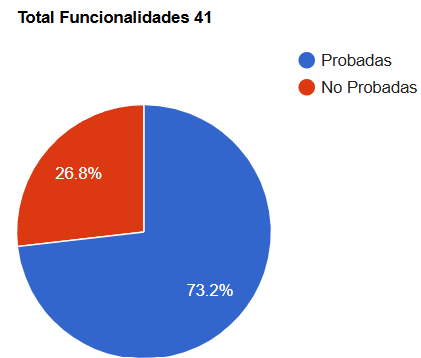 Total Funcionalidades 41
Probadas
No Probadas
26.8%
73.2%